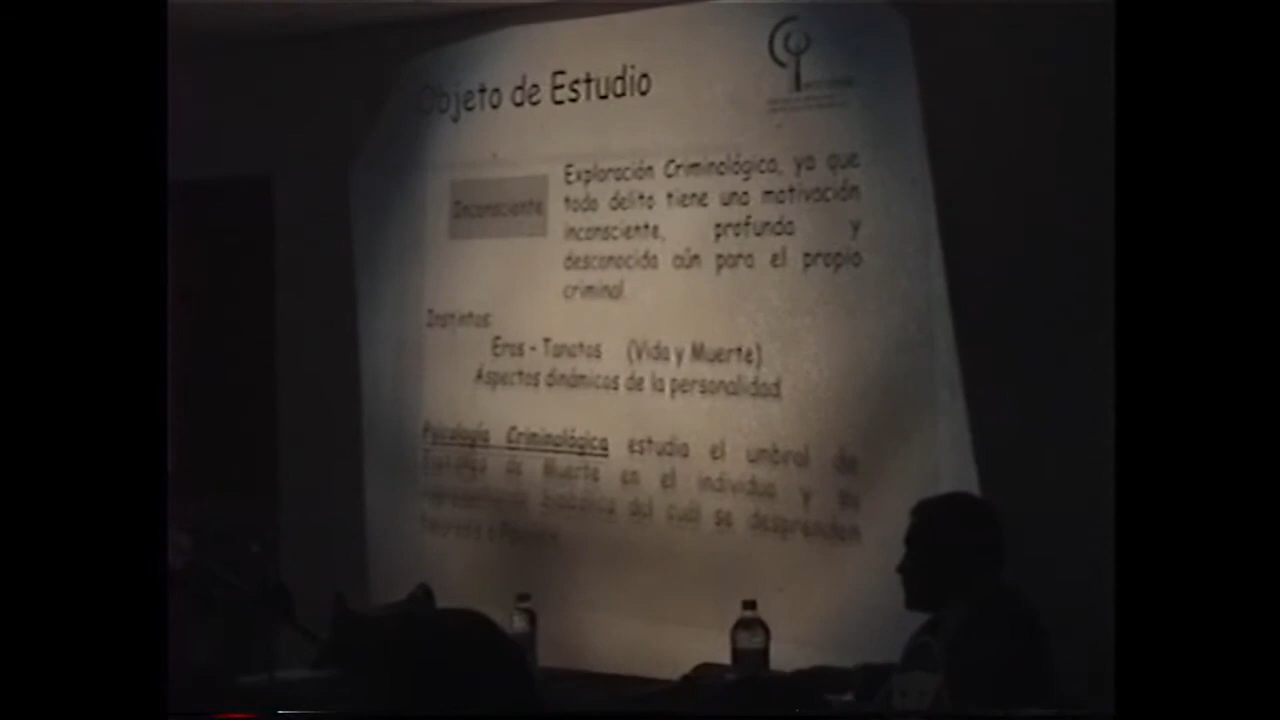 Objeto de Estudio
Inconsciente
Exploración Criminológica, ya que
todo delito tiene una motivación
inconsciente, profunda y
desconocida aún para el propio
criminal.
Instintos:
Eros - Tanatos (Vida y Muerte)
Aspectos dinámicos de la personalidad.
Psicología Criminológica estudia el umbral de
de Muerte en el individuo y su
del cuál se desprenden